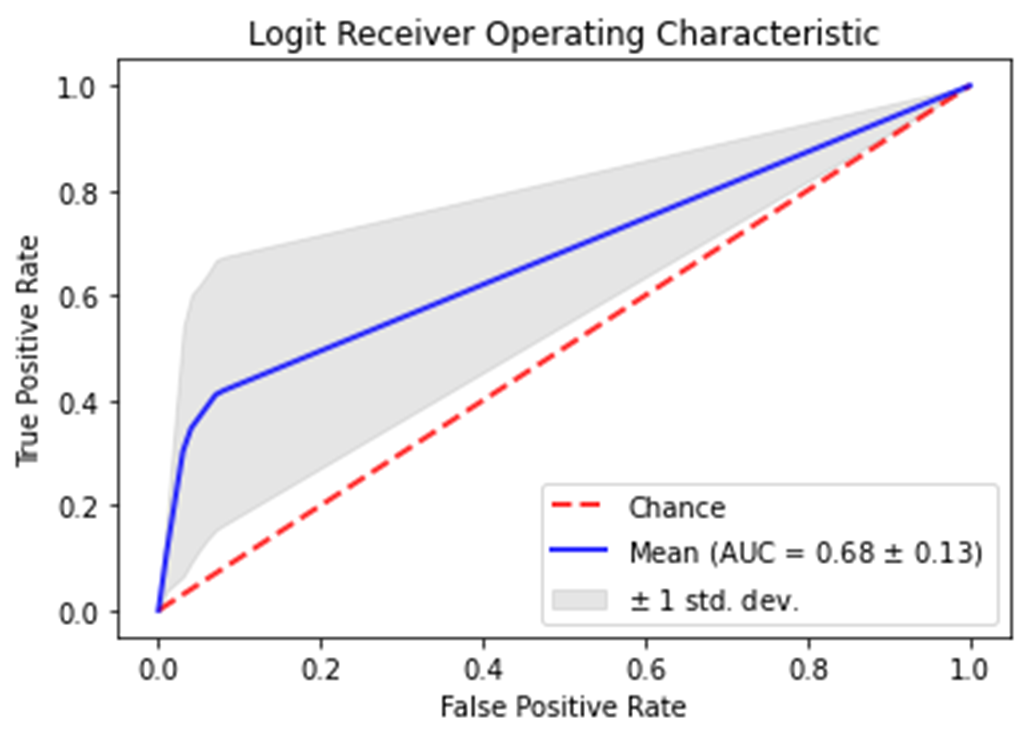 Logit Receiver Operating Characteristic
1.0
0.8
0.6
0.4
0.2
0.0
True Positive Rate
Chance
Mean (AUC = 0.68 ± 0.13)
± 1 std. dev.
0.0 0.2 0.4 0.6 0.8 1.0
False Positive Rate